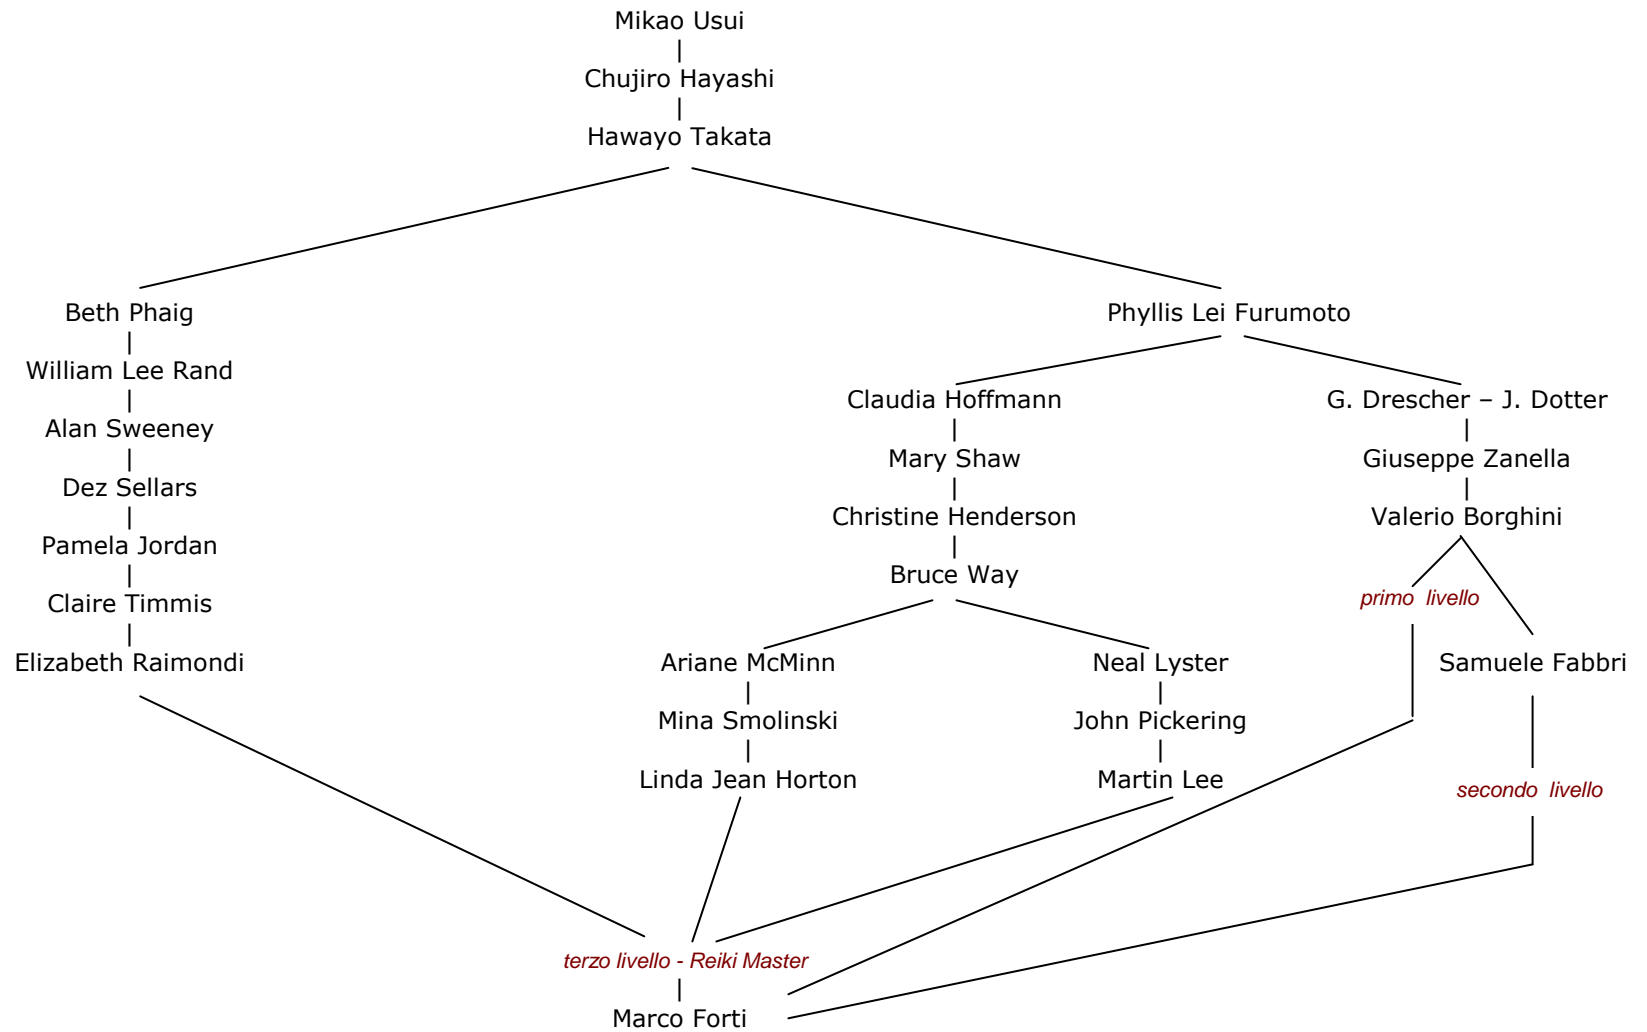 Mikao Usui
Chujiro Hayashi
Hawayo Takata
Beth Phaig
Phyllis Lei Furumoto
William Lee Rand
Claudia Hoffmann
G. Drescher – J. Dotter
Alan Sweeney
Mary Shaw
Giuseppe Zanella
Dez Sellars
Christine Henderson
Valerio Borghini
Pamela Jordan
Bruce Way
primo livello
Claire Timmis
Elizabeth Raimondi
Ariane McMinn
Neal Lyster
Samuele Fabbri
Mina Smolinski
John Pickering
Linda Jean Horton
Martin Lee
secondo livello
terzo livello - Reiki Master
Marco Forti